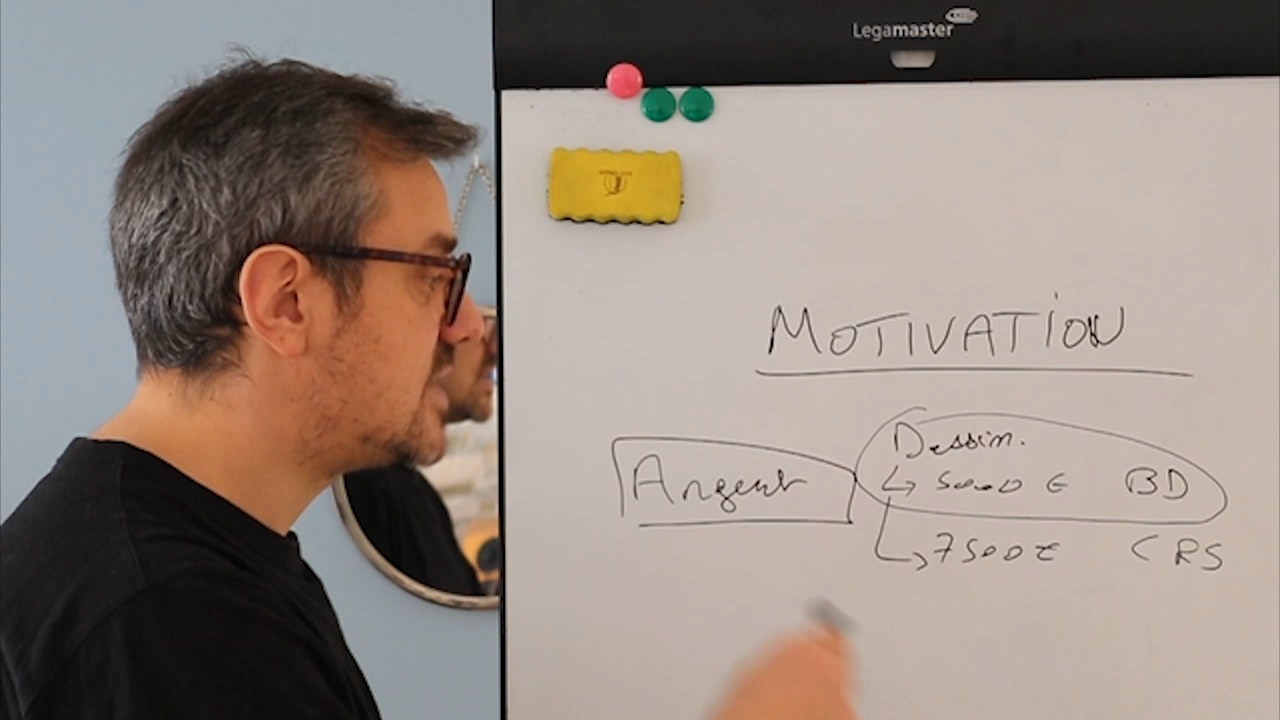 Legamaster
MOTIVATION
Dessin.
Argent
↳ 5000 € BD
↳ 7500 € CRS